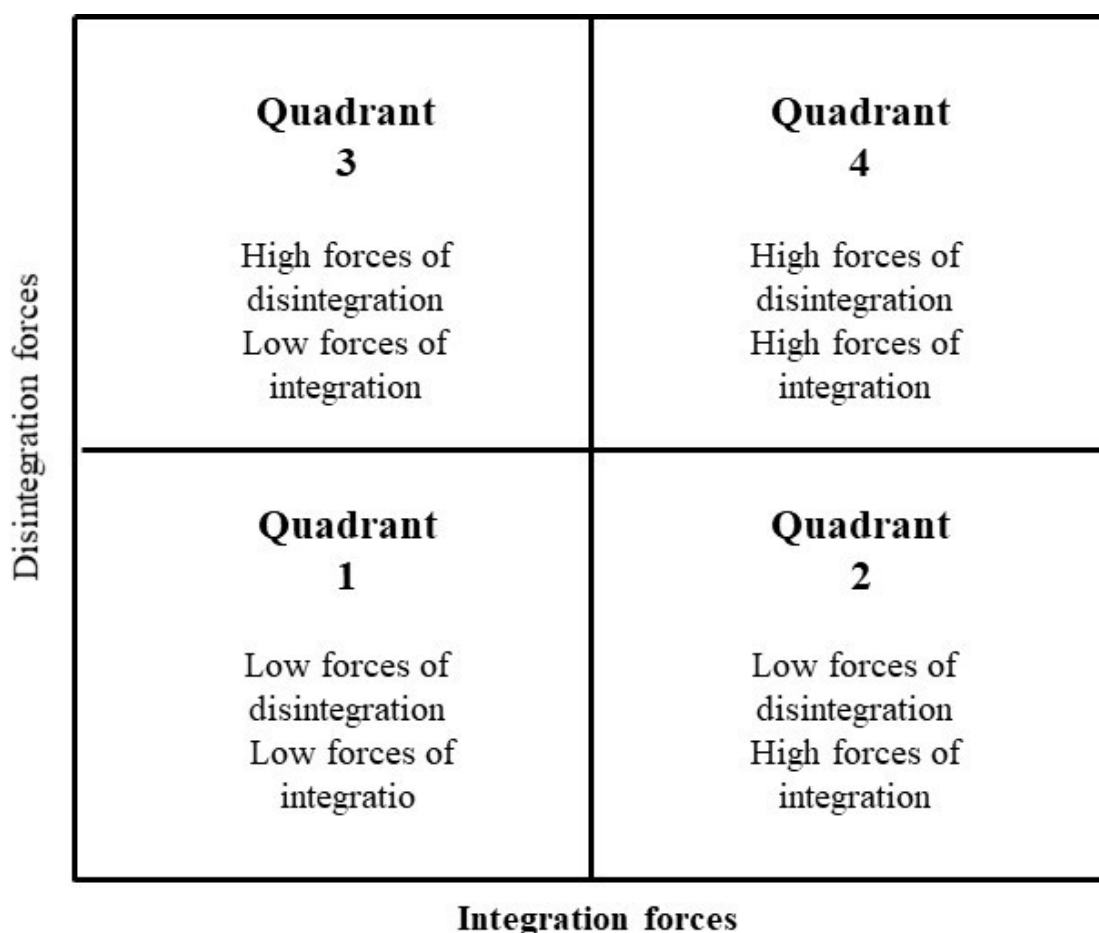 Disintegration forces
Quadrant
3
High forces of
disintegration
Low forces of
integration
Quadrant
4
High forces of
disintegration
High forces of
integration
Quadrant
1
Low forces of
disintegration
Low forces of
integratio
Quadrant
2
Low forces of
disintegration
High forces of
integration
Integration forces